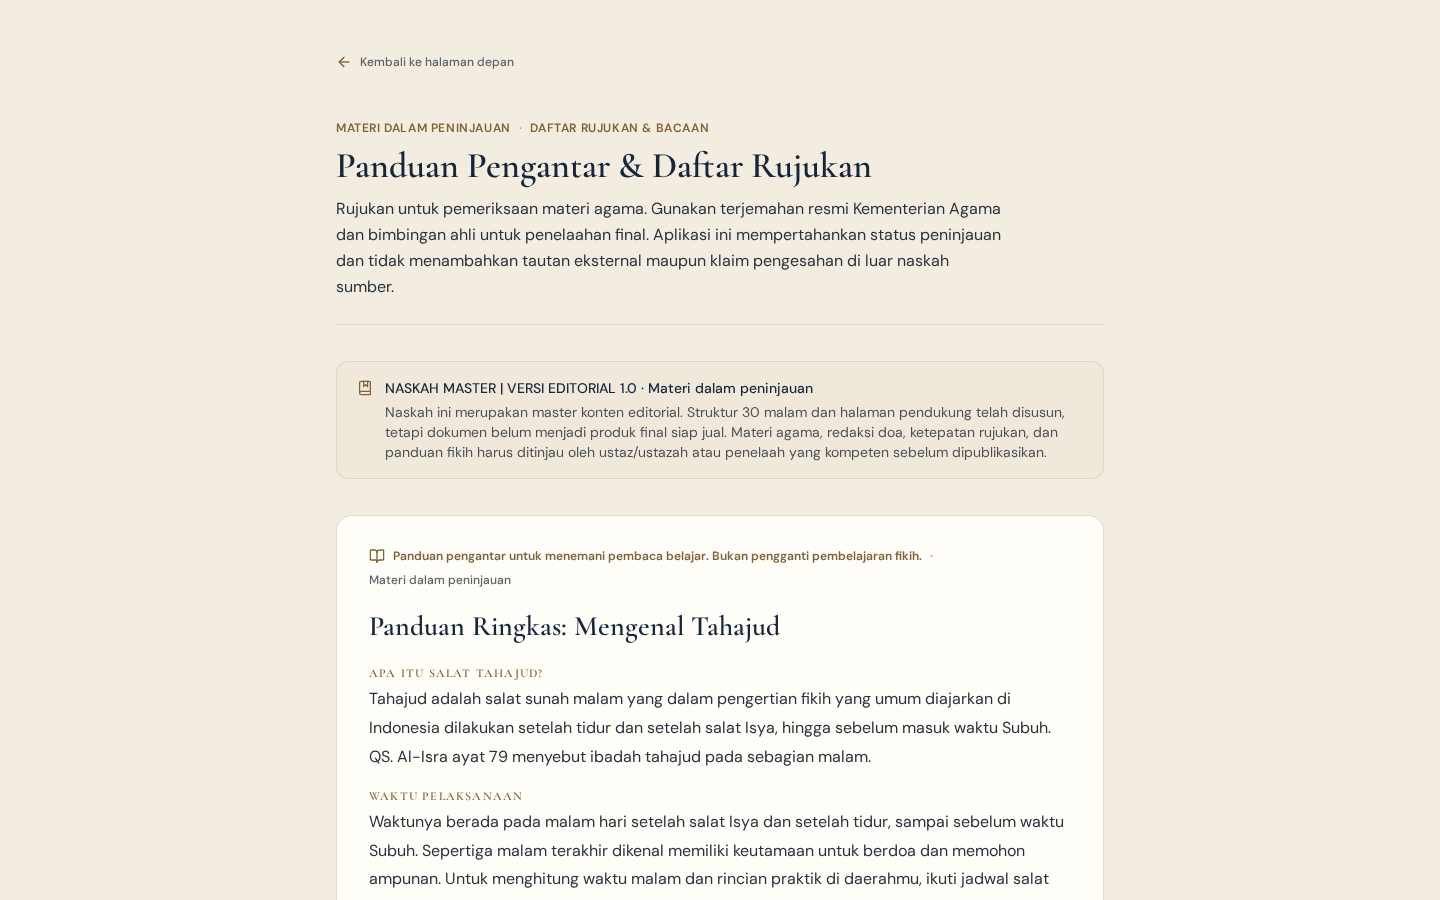 Kembali ke halaman depan
MATERI DALAM PENINJAUAN · DAFTAR RUJUKAN & BACAAN
Panduan Pengantar & Daftar Rujukan
Rujukan untuk pemeriksaan materi agama. Gunakan terjemahan resmi Kementerian Agama
dan bimbingan ahli untuk penelaahan final. Aplikasi ini mempertahankan status peninjauan
dan tidak menambahkan tautan eksternal maupun klaim pengesahan di luar naskah
sumber.
NASKAH MASTER | VERSI EDITORIAL 1.0 · Materi dalam peninjauan
Naskah ini merupakan master konten editorial. Struktur 30 malam dan halaman pendukung telah disusun,
tetapi dokumen belum menjadi produk final siap jual. Materi agama, redaksi doa, ketepatan rujukan, dan
panduan fikih harus ditinjau oleh ustaz/ustazah atau penelaah yang kompeten sebelum dipublikasikan.
Panduan pengantar untuk menemani pembaca belajar. Bukan pengganti pembelajaran fikih. ·
Materi dalam peninjauan
Panduan Ringkas: Mengenal Tahajud
APA ITU SALAT TAHAJUD?
Tahajud adalah salat sunah malam yang dalam pengertian fikih yang umum diajarkan di
Indonesia dilakukan setelah tidur dan setelah salat Isya, hingga sebelum masuk waktu Subuh.
QS. Al-Isra ayat 79 menyebut ibadah tahajud pada sebagian malam.
WAKTU PELAKSANAAN
Waktunya berada pada malam hari setelah salat Isya dan setelah tidur, sampai sebelum waktu
Subuh. Sepertiga malam terakhir dikenal memiliki keutamaan untuk berdoa dan memohon
ampunan. Untuk menghitung waktu malam dan rincian praktik di daerahmu, ikuti jadwal salat